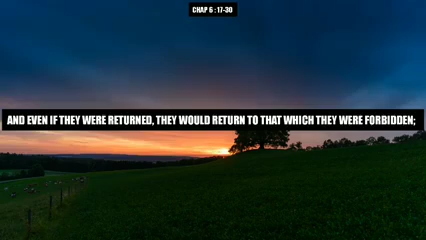 CHAP 6 : 17-30
AND EVEN IF THEY WERE RETURNED, THEY WOULD RETURN TO THAT WHICH THEY WERE FORBIDDEN;